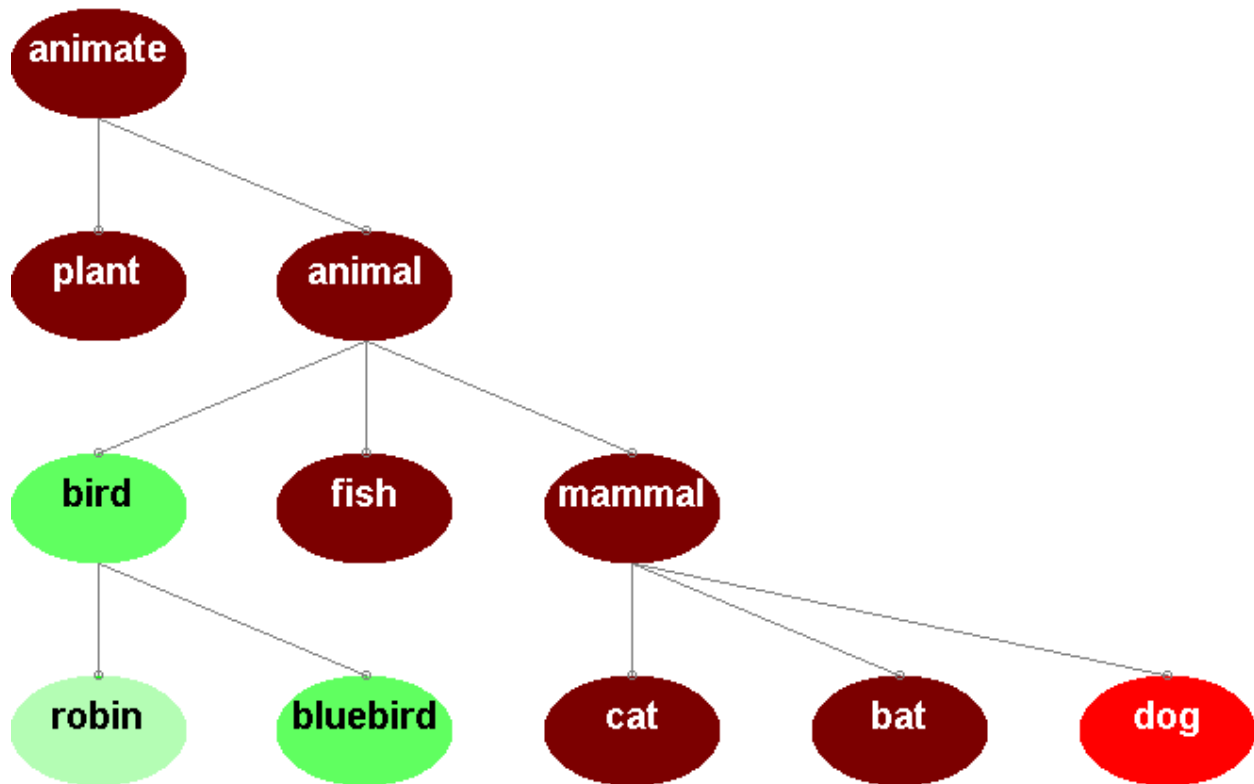 animate
plant
animal
bird
fish
mammal
robin
bluebird
cat
bat
dog